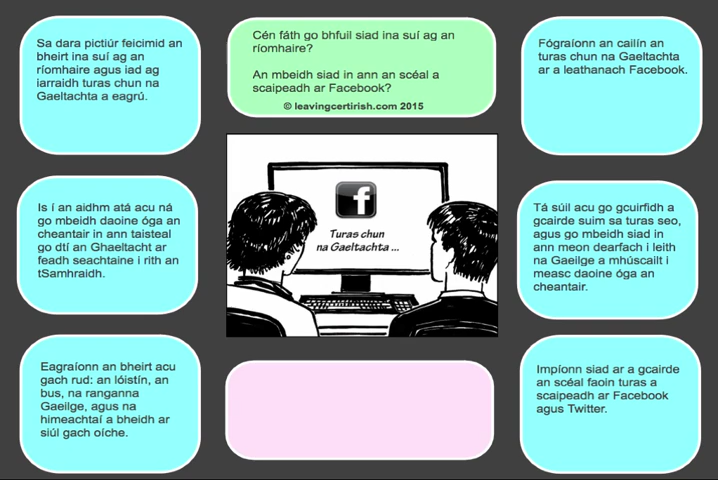 Sa dara pictiúr feicimid an
bheirt ina suí ag an
ríomhaire agus iad ag
iarraidh turas chun na
Gaeltachta a eagrú.
Cén fáth go bhfuil siad ina suí ag an
ríomhaire?
An mbeidh siad in ann an scéal a
scaipeadh ar Facebook?
© leavingcertirish.com 2015
Fógraíonn an cailín an
turas chun na Gaeltachta
ar a leathanach Facebook.
Is í an aidhm atá acu ná
go mbeidh daoine óga an
cheantair in ann taisteal
go dtí an Ghaeltacht ar
feadh seachtaine i rith an
tSamhraidh.
f
Turas chun
na Gaeltachta ...
Tá súil acu go gcuirfidh a
gcairde suim sa turas seo,
agus go mbeidh siad in
ann meon dearfach i leith
na Gaeilge a mhúscailt i
measc daoine óga an
cheantair.
Eagraíonn an bheirt acu
gach rud: an lóistín, an
bus, na ranganna
Gaeilge, agus na
himeachtaí a bheidh ar
siúl gach oíche.
Impíonn siad ar a gcairde
an scéal faoin turas a
scaipeadh ar Facebook
agus Twitter.